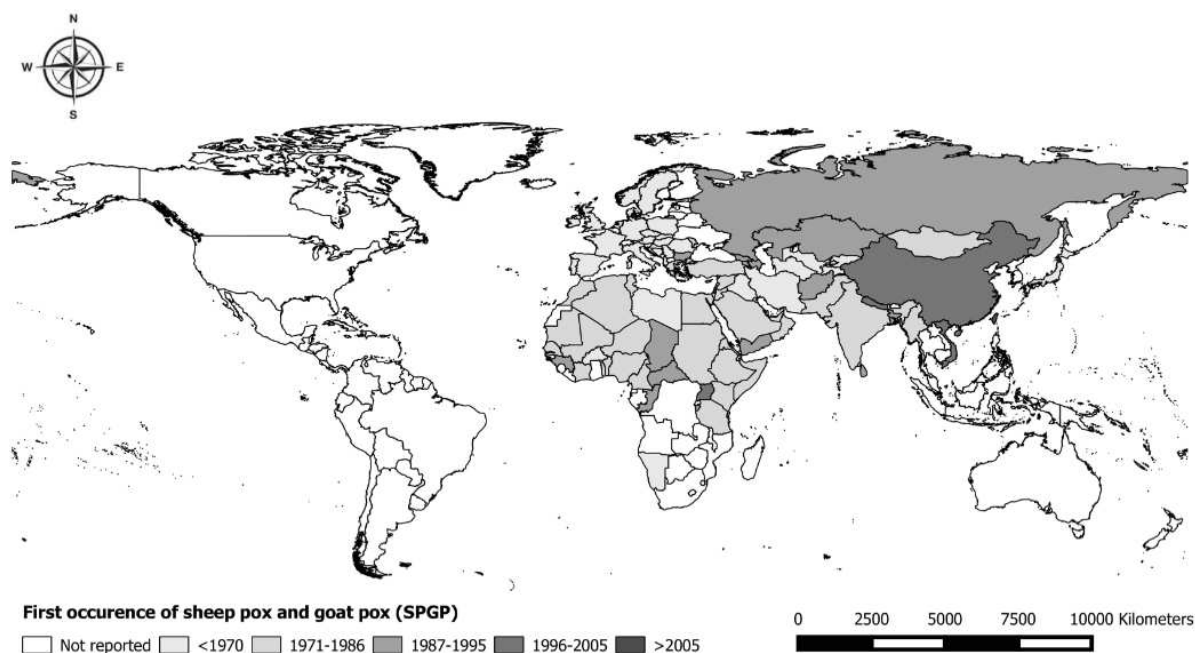 N
W E
S
First occurence of sheep pox and goat pox (SPGP)
Not reported <1970 1971-1986 1987-1995 1996-2005 >2005
0 2500 5000 7500 10000 Kilometers